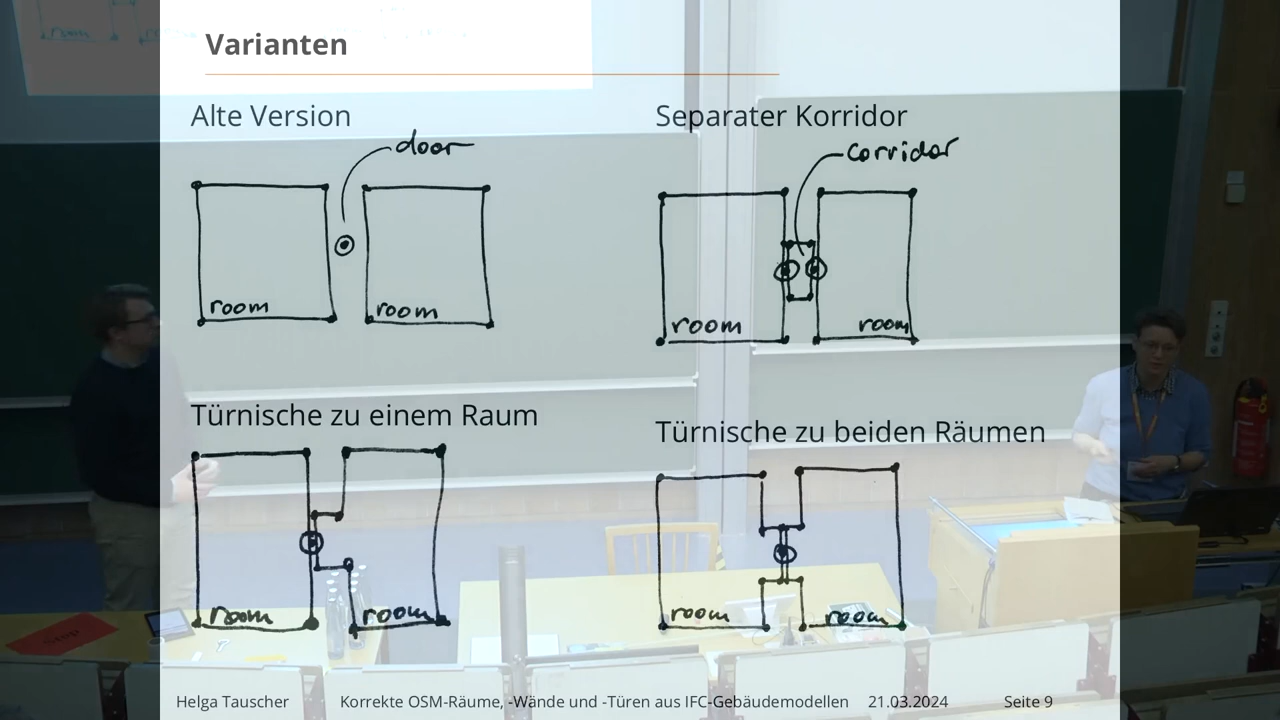 Varianten
Alte Version
door
room
room
Separater Korridor
corridor
room
room
Türnische zu einem Raum
room
room
Türnische zu beiden Räumen
room
room
Helga Tauscher Korrekte OSM-Räume, -Wände und -Türen aus IFC-Gebäudemodellen 21.03.2024 Seite 9